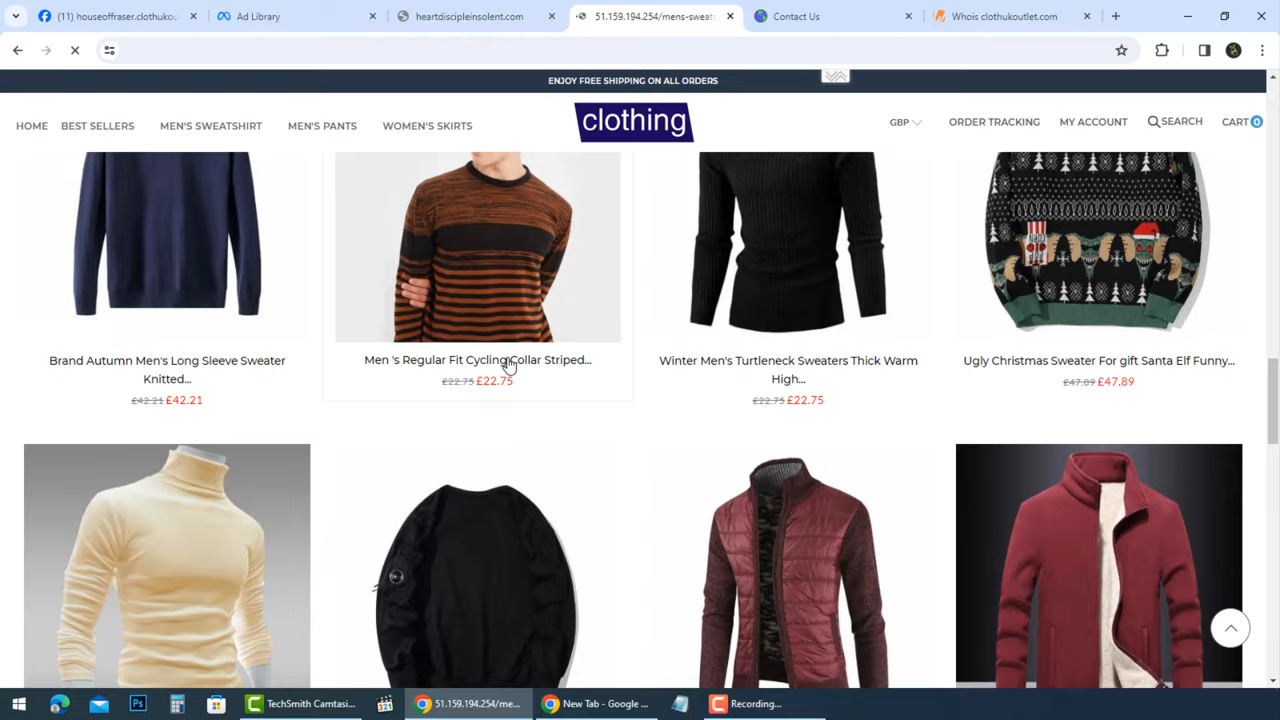 (11) houseoffraser.clothukou
Ad Library
heartdiscipleinsolent.com
51.159.194.254/mens-sweats
Contact Us
Whois clothukoutlet.com
ENJOY FREE SHIPPING ON ALL ORDERS
HOME
BEST SELLERS
MEN'S SWEATSHIRT
MEN'S PANTS
WOMEN'S SKIRTS
clothing
GBP
ORDER TRACKING
MY ACCOUNT
SEARCH
CART 0
Brand Autumn Men's Long Sleeve Sweater
Knitted...
£42.21 £42.21
Men 's Regular Fit Cycling Collar Striped...
£22.75 £22.75
Winter Men's Turtleneck Sweaters Thick Warm
High...
£22.75 £22.75
Ugly Christmas Sweater For gift Santa Elf Funny...
£47.89 £47.89
TechSmith Camtasi...
51.159.194.254/me...
New Tab - Google ...
Recording...